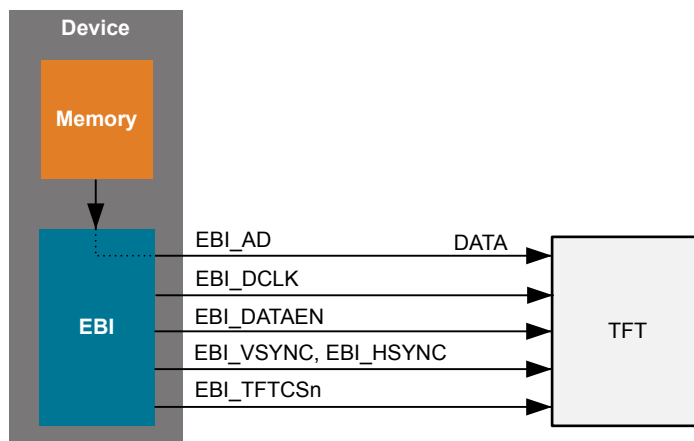 Device
Memory
EBI_AD DATA
EBI_DCLK
EBI_DATAEN
EBI
TFT
EBI_VSYNC, EBI_HSYNC
EBI_TFTCSn